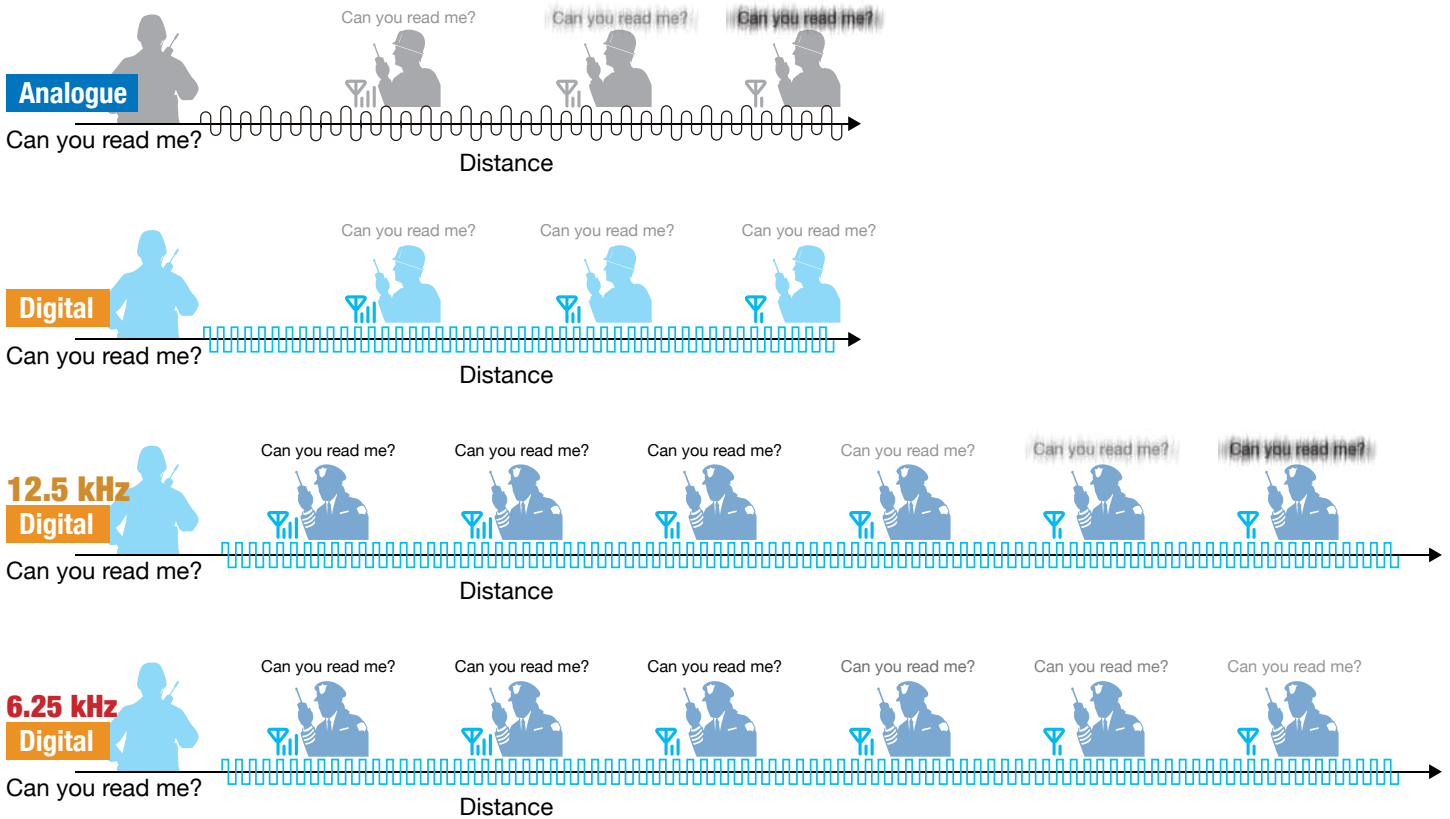 Can you read me? Can you read me? Can you read me?
Analogue
Can you read me?
Distance
Can you read me? Can you read me? Can you read me?
Digital
Can you read me?
Distance
Can you read me? Can you read me? Can you read me? Can you read me? Can you read me? Can you read me?
12.5 kHz
Digital
Can you read me?
Distance
Can you read me? Can you read me? Can you read me? Can you read me? Can you read me? Can you read me?
6.25 kHz
Digital
Can you read me?
Distance